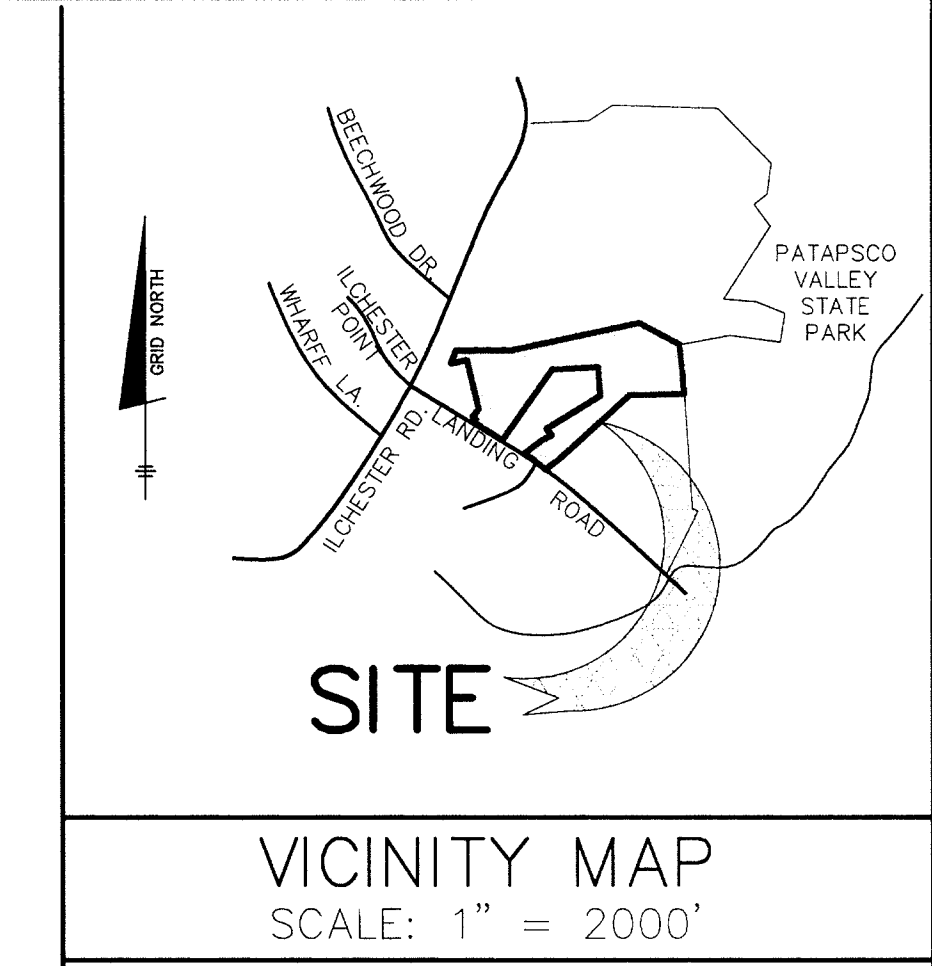 BEECHWOOD DR.
PATAPSCO
VALLEY
STATE
PARK
GRID NORTH
ILCHESTER
POINT
WHARFF LA.
ILCHESTER RD.
LANDING
ROAD
SITE
VICINITY MAP
SCALE: 1" = 2000'